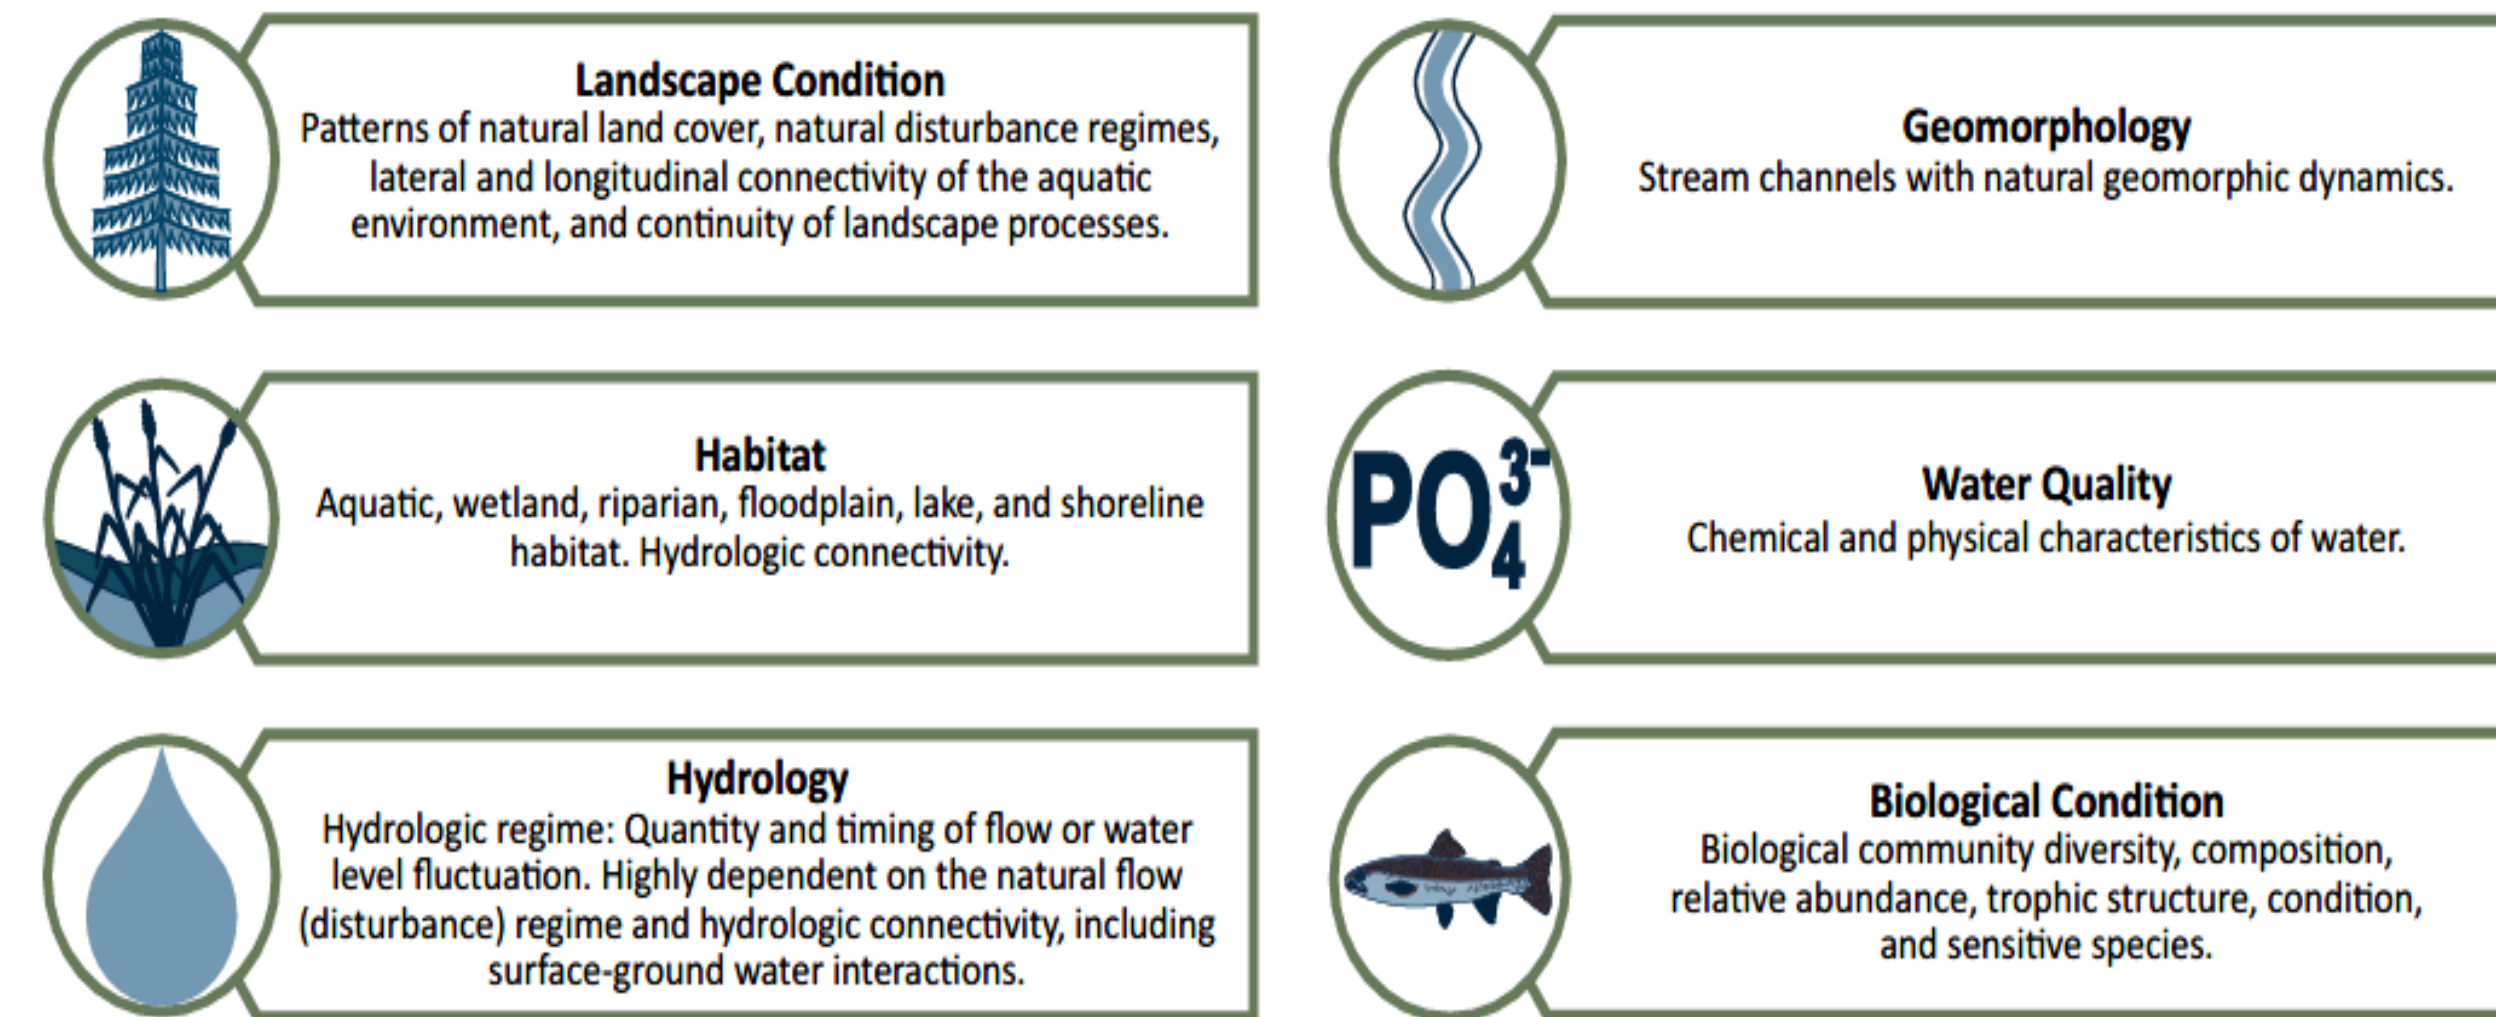 Landscape Condition
Patterns of natural land cover, natural disturbance regimes,
lateral and longitudinal connectivity of the aquatic
environment, and continuity of landscape processes.
Geomorphology
Stream channels with natural geomorphic dynamics.
Habitat
Aquatic, wetland, riparian, floodplain, lake, and shoreline
habitat. Hydrologic connectivity.
PO₄³⁻
Water Quality
Chemical and physical characteristics of water.
Hydrology
Hydrologic regime: Quantity and timing of flow or water
level fluctuation. Highly dependent on the natural flow
(disturbance) regime and hydrologic connectivity, including
surface-ground water interactions.
Biological Condition
Biological community diversity, composition,
relative abundance, trophic structure, condition,
and sensitive species.